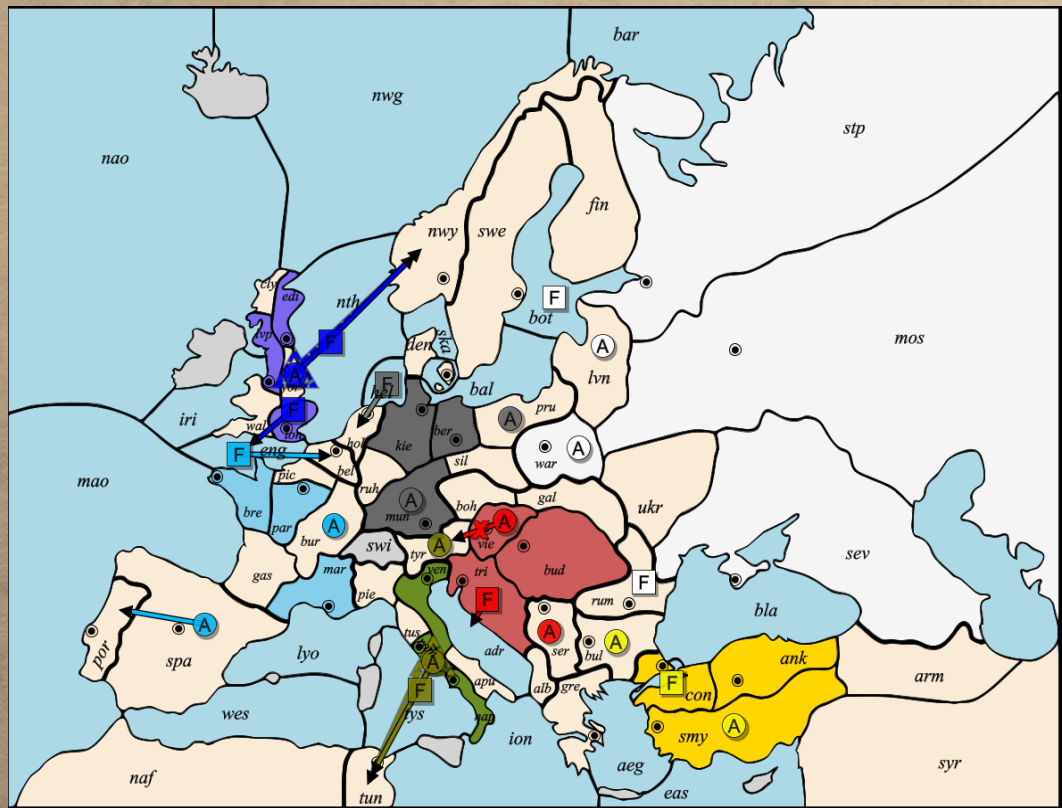 bar
nwg
stp
nao
fin
nwy
swe
cly
edi
nth
F
F
bot
ska
mos
lvp
den
A
lvn
F
A
yor
hel
bal
iri
F
pru
A
wal
lon
hol
kie
ber
eng
F
bel
war
A
mao
pic
sil
ruh
gal
bre
par
A
mun
A
boh
ukr
A
bur
swi
A
tyr
vie
sev
gas
mar
ven
tri
bud
F
pie
F
rum
A
bla
por
spa
A
tus
A
ser
bul
A
lyo
adr
ank
A
apu
alb
gre
F
con
arm
F
wes
tys
nap
smy
A
ion
aeg
syr
naf
tun
eas